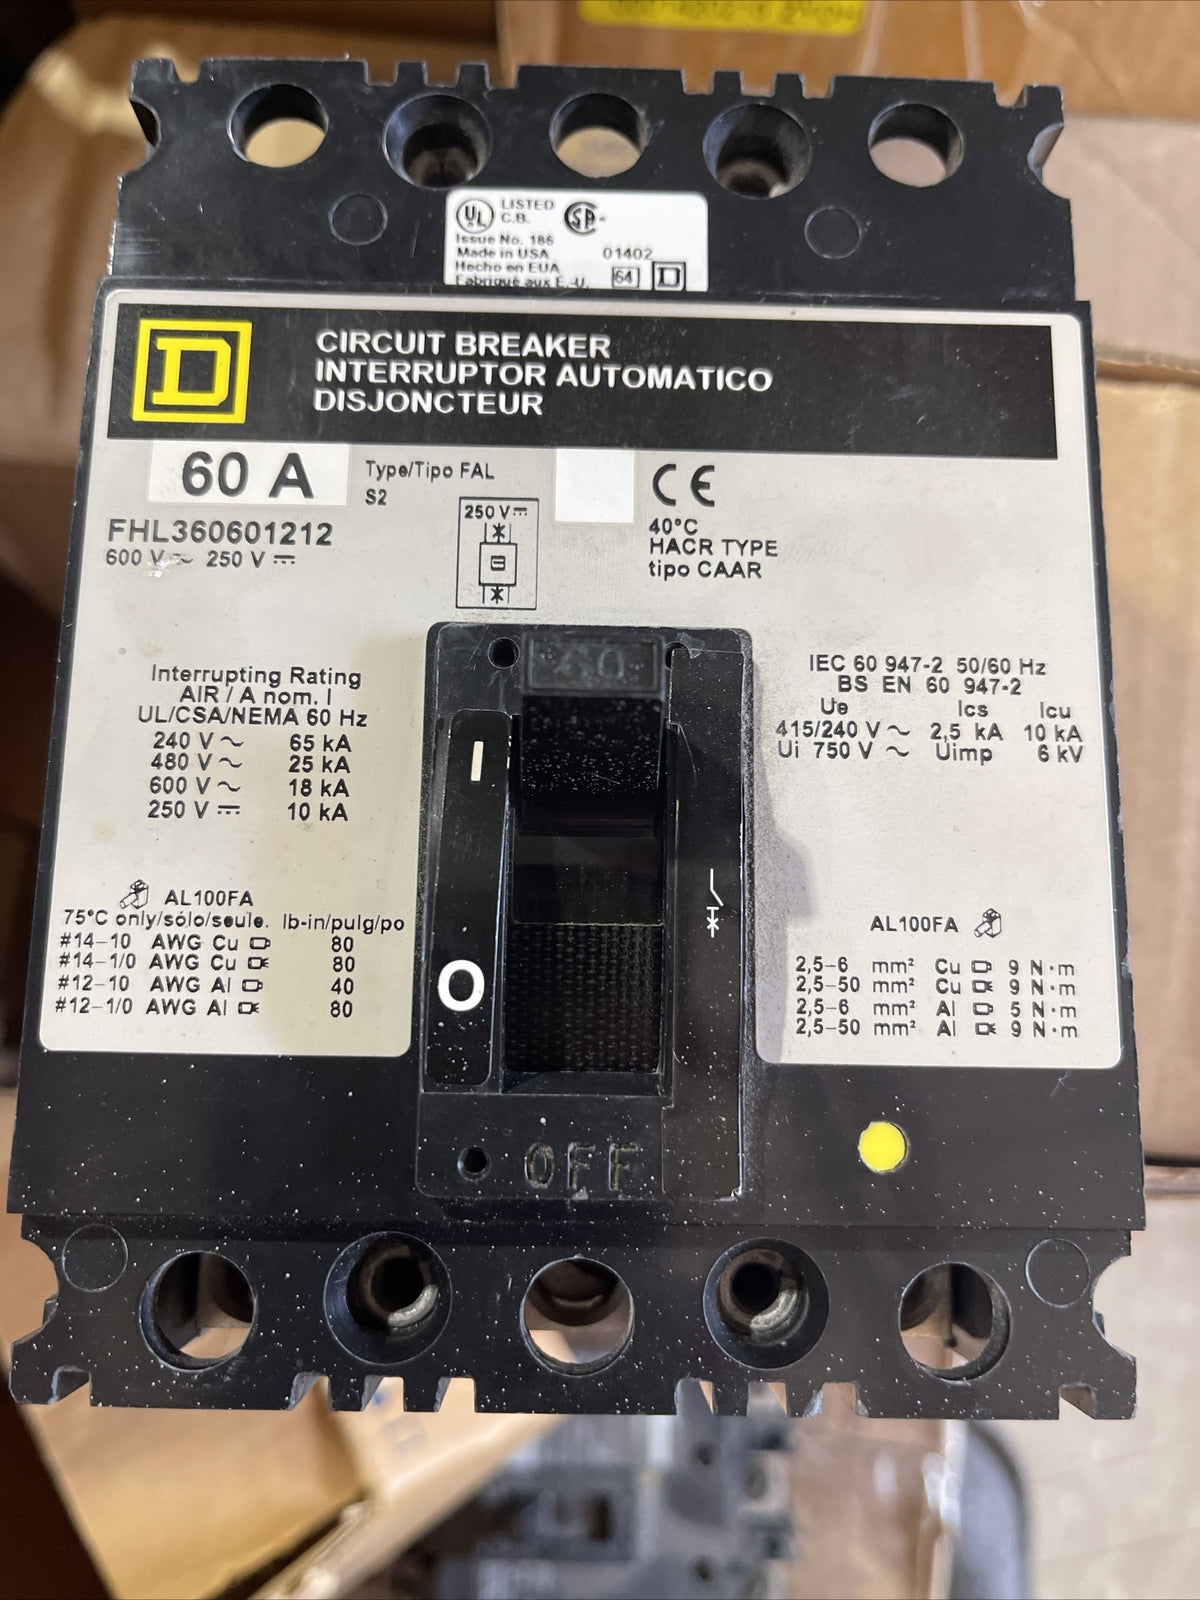 LISTED
C.B.
UL
SP
Issue No. 186
Made in USA 01402
Hecho en EUA 64 D
Fabriqué aux É.-U.
D
CIRCUIT BREAKER
INTERRUPTOR AUTOMATICO
DISJONCTEUR
60 A
Type/Tipo FAL
S2
FHL360601212
600 V ~ 250 V ⎓
250 V ⎓
CE
40°C
HACR TYPE
tipo CAAR
Interrupting Rating
AIR / A nom. I
UL/CSA/NEMA 60 Hz
240 V ~ 65 kA
480 V ~ 25 kA
600 V ~ 18 kA
250 V ⎓ 10 kA
AL100FA
75°C only/sólo/seule. lb-in/pulg/po
#14-10 AWG Cu 80
#14-1/0 AWG Cu 80
#12-10 AWG Al 40
#12-1/0 AWG Al 80
60
I
O
OFF
IEC 60 947-2 50/60 Hz
BS EN 60 947-2
Ue Ics Icu
415/240 V ~ 2,5 kA 10 kA
Ui 750 V ~ Uimp 6 kV
AL100FA
2,5-6 mm² Cu 9 N·m
2,5-50 mm² Cu 9 N·m
2,5-6 mm² Al 5 N·m
2,5-50 mm² Al 9 N·m